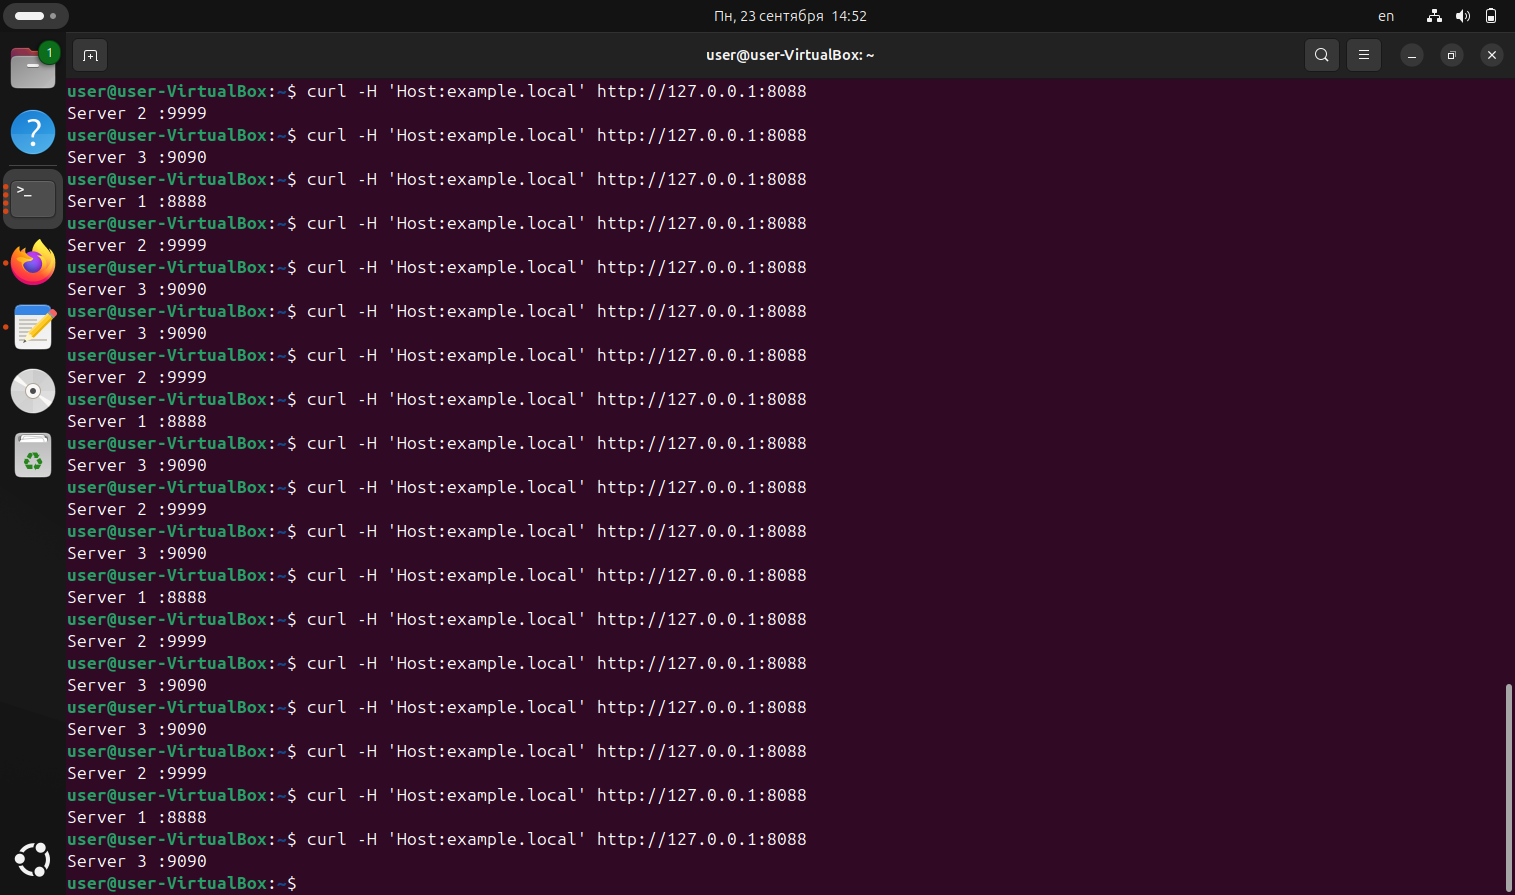 Пн, 23 сентября 14:52
en
1
user@user-VirtualBox: ~
?
>_
user@user-VirtualBox:~$ curl -H 'Host:example.local' http://127.0.0.1:8088
Server 2 :9999
user@user-VirtualBox:~$ curl -H 'Host:example.local' http://127.0.0.1:8088
Server 3 :9090
user@user-VirtualBox:~$ curl -H 'Host:example.local' http://127.0.0.1:8088
Server 1 :8888
user@user-VirtualBox:~$ curl -H 'Host:example.local' http://127.0.0.1:8088
Server 2 :9999
user@user-VirtualBox:~$ curl -H 'Host:example.local' http://127.0.0.1:8088
Server 3 :9090
user@user-VirtualBox:~$ curl -H 'Host:example.local' http://127.0.0.1:8088
Server 3 :9090
user@user-VirtualBox:~$ curl -H 'Host:example.local' http://127.0.0.1:8088
Server 2 :9999
user@user-VirtualBox:~$ curl -H 'Host:example.local' http://127.0.0.1:8088
Server 1 :8888
user@user-VirtualBox:~$ curl -H 'Host:example.local' http://127.0.0.1:8088
Server 3 :9090
user@user-VirtualBox:~$ curl -H 'Host:example.local' http://127.0.0.1:8088
Server 2 :9999
user@user-VirtualBox:~$ curl -H 'Host:example.local' http://127.0.0.1:8088
Server 3 :9090
user@user-VirtualBox:~$ curl -H 'Host:example.local' http://127.0.0.1:8088
Server 1 :8888
user@user-VirtualBox:~$ curl -H 'Host:example.local' http://127.0.0.1:8088
Server 2 :9999
user@user-VirtualBox:~$ curl -H 'Host:example.local' http://127.0.0.1:8088
Server 3 :9090
user@user-VirtualBox:~$ curl -H 'Host:example.local' http://127.0.0.1:8088
Server 3 :9090
user@user-VirtualBox:~$ curl -H 'Host:example.local' http://127.0.0.1:8088
Server 2 :9999
user@user-VirtualBox:~$ curl -H 'Host:example.local' http://127.0.0.1:8088
Server 1 :8888
user@user-VirtualBox:~$ curl -H 'Host:example.local' http://127.0.0.1:8088
Server 3 :9090
user@user-VirtualBox:~$